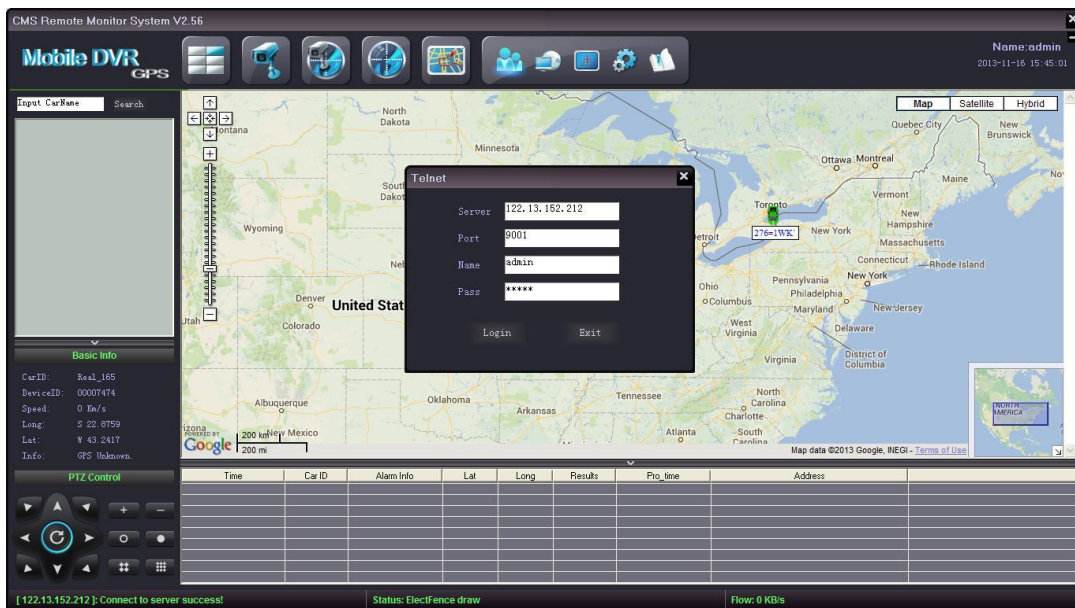 CMS Remote Monitor System V2.56
Mobile DVR
GPS
Name:admin
2013-11-16 15:45:01
Input CarName
Search
Map
Satellite
Hybrid
North
Dakota
Minnesota
Quebec City
New
Brunswick
Ottawa
Montreal
Maine
Toronto
Vermont
New
Hampshire
276=1WK'
New York
Massachusetts
Wyoming
Connecticut
Rhode Island
Pennsylvania
New York
Ohio
Philadelphia
Columbus
Maryland
New Jersey
Denver
United Stat
Colorado
West
Virginia
Delaware
District of
Columbia
Virginia
Albuquerque
Oklahoma
Arkansas
Tennessee
North
Carolina
Charlotte
New Mexico
Atlanta
South
Carolina
POWERED BY
Google
200 km
200 mi
Map data ©2013 Google, INEGI - Terms of Use
NORTH
AMERICA
Telnet
Server
122.13.152.212
Port
9001
Name
admin
Pass
*****
Login
Exit
Basic Info
CarID: Real_165
DeviceID: 00007474
Speed: 0 Km/s
Long: S 22.8759
Lat: W 43.2417
Info: GPS Unknown.
PTZ Control
Time
Car ID
Alarm Info
Lat
Long
Results
Pro_time
Address
[ 122.13.152.212 ]: Connect to server success!
Status: ElectFence draw
Flow: 0 KB/s